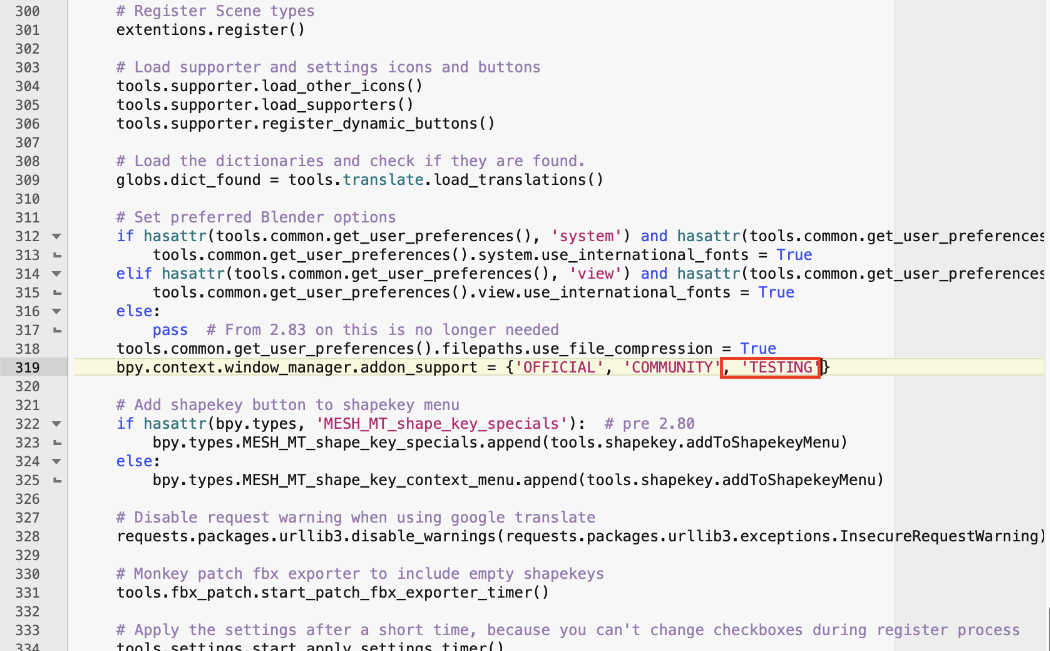 300 # Register Scene types
301 extentions.register()
302
303 # Load supporter and settings icons and buttons
304 tools.supporter.load_other_icons()
305 tools.supporter.load_supporters()
306 tools.supporter.register_dynamic_buttons()
307
308 # Load the dictionaries and check if they are found.
309 globs.dict_found = tools.translate.load_translations()
310
311 # Set preferred Blender options
312 if hasattr(tools.common.get_user_preferences(), 'system') and hasattr(tools.common.get_user_preferences
313 tools.common.get_user_preferences().system.use_international_fonts = True
314 elif hasattr(tools.common.get_user_preferences(), 'view') and hasattr(tools.common.get_user_preferences
315 tools.common.get_user_preferences().view.use_international_fonts = True
316 else:
317 pass # From 2.83 on this is no longer needed
318 tools.common.get_user_preferences().filepaths.use_file_compression = True
319 bpy.context.window_manager.addon_support = {'OFFICIAL', 'COMMUNITY', 'TESTING'}
320
321 # Add shapekey button to shapekey menu
322 if hasattr(bpy.types, 'MESH_MT_shape_key_specials'): # pre 2.80
323 bpy.types.MESH_MT_shape_key_specials.append(tools.shapekey.addToShapekeyMenu)
324 else:
325 bpy.types.MESH_MT_shape_key_context_menu.append(tools.shapekey.addToShapekeyMenu)
326
327 # Disable request warning when using google translate
328 requests.packages.urllib3.disable_warnings(requests.packages.urllib3.exceptions.InsecureRequestWarning)
329
330 # Monkey patch fbx exporter to include empty shapekeys
331 tools.fbx_patch.start_patch_fbx_exporter_timer()
332
333 # Apply the settings after a short time, because you can't change checkboxes during register process
334 tools.settings.start_apply_settings_timer()